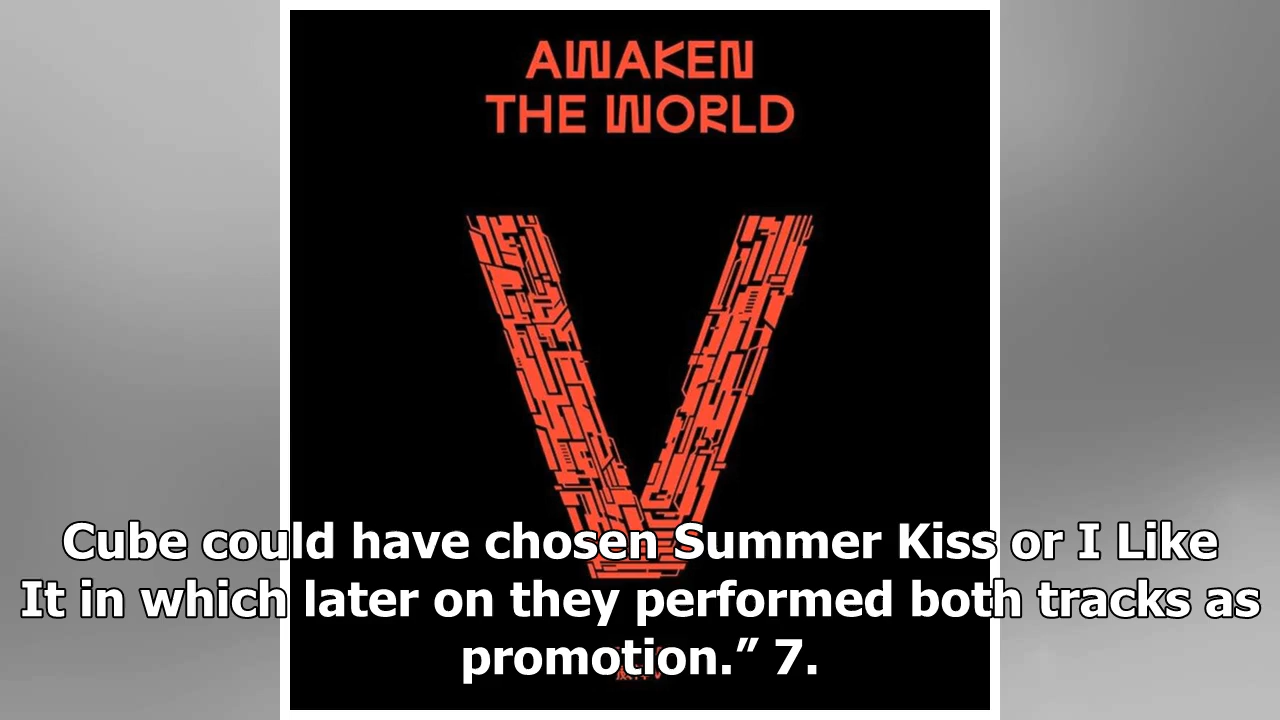 AWAKEN
THE WORLD
Cube could have chosen Summer Kiss or I Like
It in which later on they performed both tracks as
promotion.” 7.